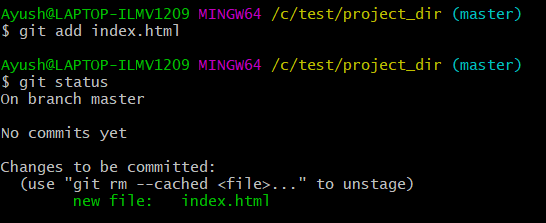 Ayush@LAPTOP-ILMV1209 MINGW64 /c/test/project_dir (master)
$ git add index.html
Ayush@LAPTOP-ILMV1209 MINGW64 /c/test/project_dir (master)
$ git status
On branch master
No commits yet
Changes to be committed:
  (use "git rm --cached <file>..." to unstage)
        new file:   index.html